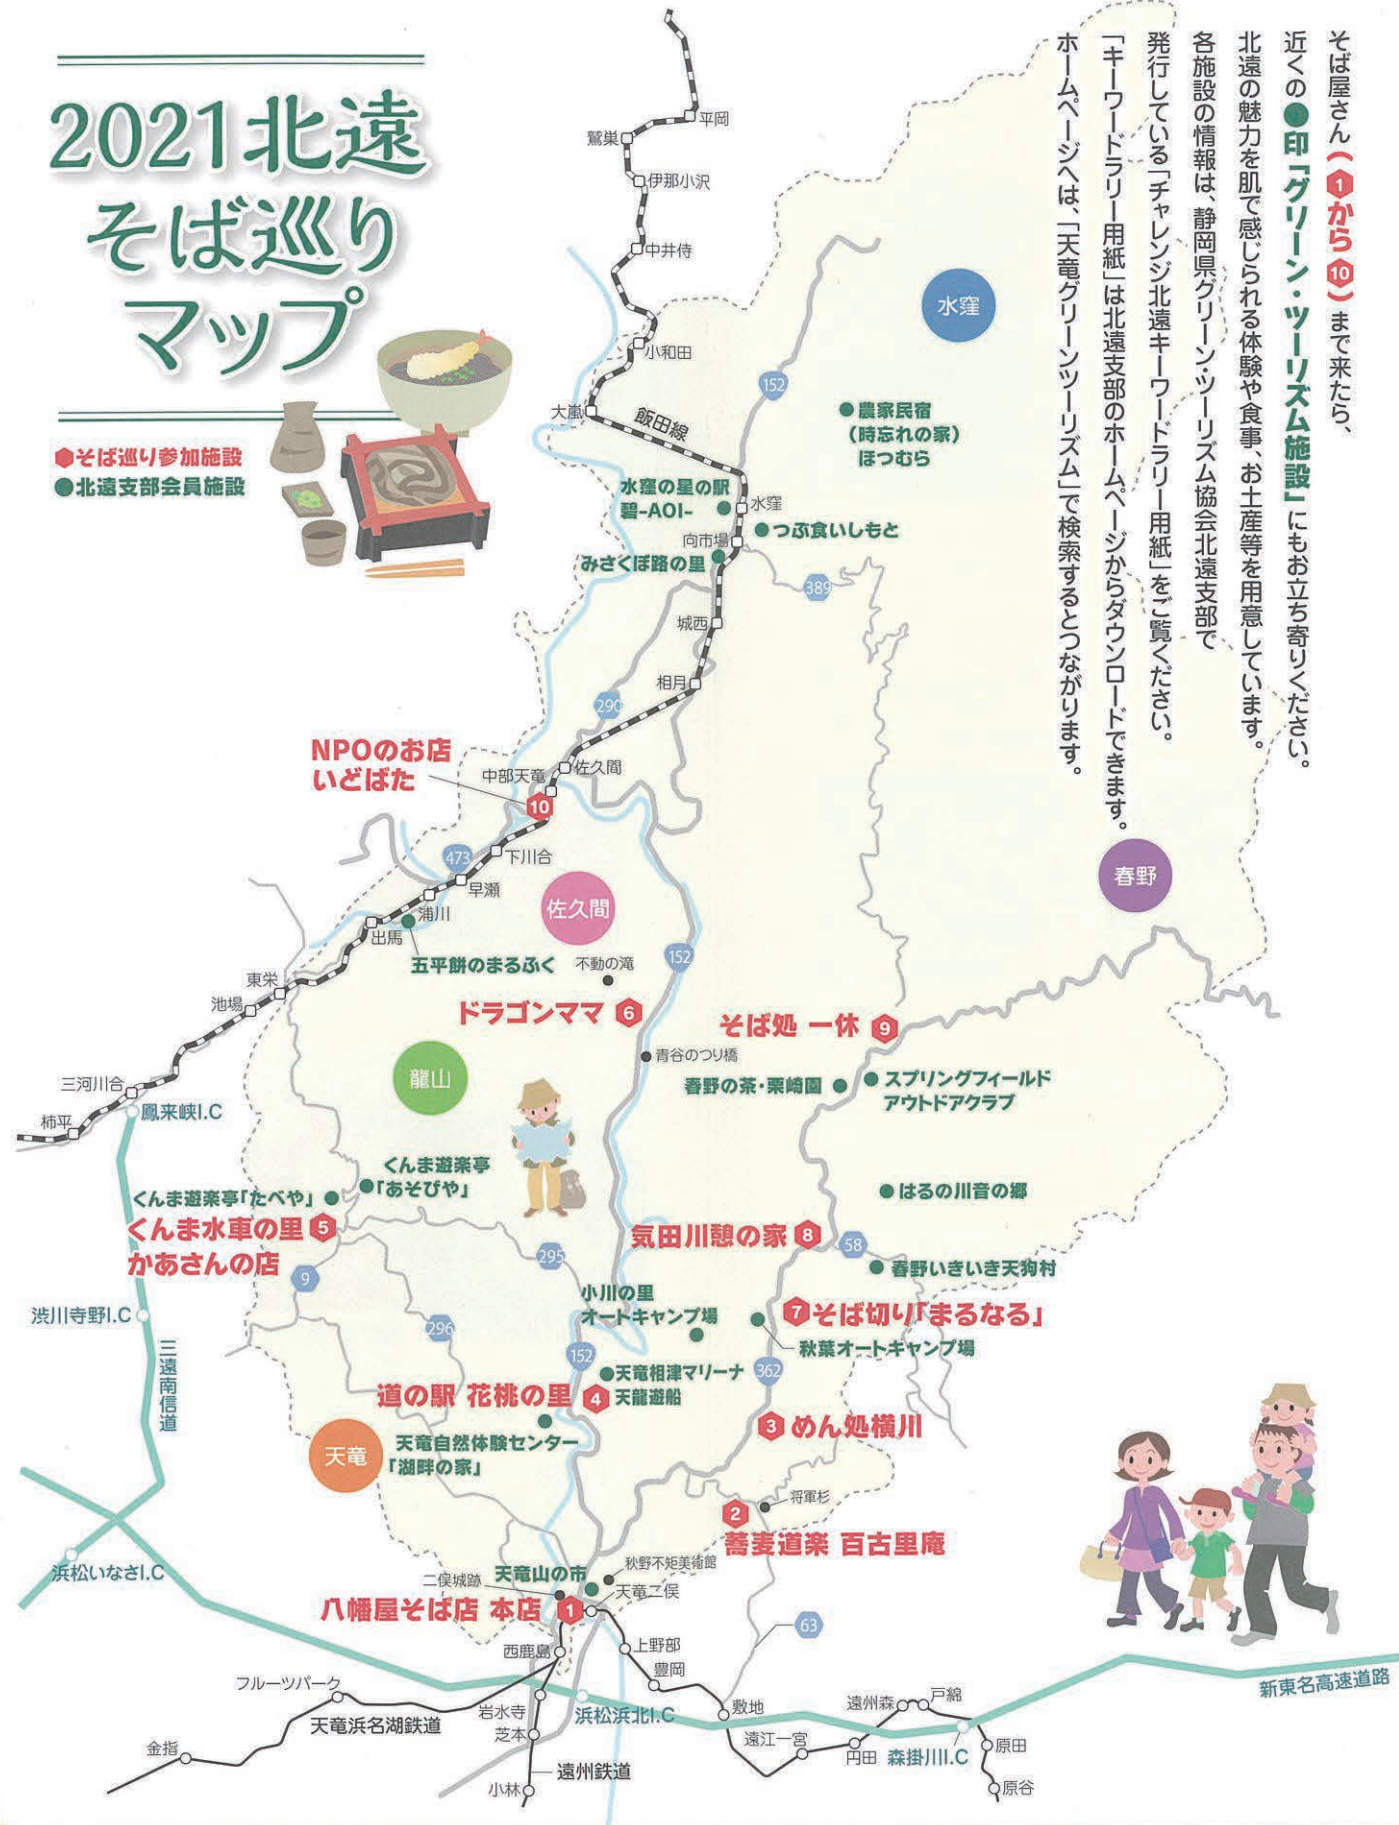 2021北遠
そば巡り
マップ
そば巡り参加施設
北遠支部会員施設
そば屋さん(1から10)まで来たら、
近くの●印「グリーン・ツーリズム施設」にもお立ち寄りください。
北遠の魅力を肌で感じられる体験や食事、お土産等を用意しています。
各施設の情報は、静岡県グリーン・ツーリズム協会北遠支部で
発行している「チャレンジ北遠キーワードラリー用紙」をご覧ください。
「キーワードラリー用紙」は北遠支部のホームページからダウンロードできます。
ホームページへは、「天竜グリーンツーリズム」で検索するとつながります。
平岡
鷲巣
伊那小沢
中井侍
小和田
大嵐
飯田線
水窪
152
農家民宿
(時忘れの家)
ほつむら
水窪の星の駅
碧-AOI-
水窪
向市場
つぶ食いしもと
みさくぼ路の里
389
城西
相月
290
NPOのお店
いどばた
中部天竜
佐久間
10
473
下川合
早瀬
浦川
出馬
佐久間
春野
五平餅のまるふく
不動の滝
152
東栄
池場
ドラゴンママ
6
そば処 一休
9
青谷のつり橋
春野の茶・栗崎園
スプリングフィールド
アウトドアクラブ
龍山
三河川合
柿平
鳳来峡I.C
くんま遊楽亭
「あそびや」
くんま遊楽亭「たべや」
くんま水車の里
かあさんの店
5
はるの川音の郷
気田川憩の家
8
58
春野いきいき天狗村
295
9
小川の里
オートキャンプ場
7
そば切り「まるなる」
秋葉オートキャンプ場
渋川寺野I.C
三遠南信道
296
152
天竜相津マリーナ
天龍遊船
362
道の駅 花桃の里
4
3
めん処横川
天竜
天竜自然体験センター
「湖畔の家」
将軍杉
2
蕎麦道楽 百古里庵
浜松いなさI.C
秋野不矩美術館
天竜山の市
二俣城跡
天竜二俣
八幡屋そば店 本店
1
63
西鹿島
上野部
豊岡
フルーツパーク
天竜浜名湖鉄道
岩水寺
浜松浜北I.C
敷地
遠州森
戸綿
新東名高速道路
芝本
金指
遠江一宮
円田
森掛川I.C
原田
遠州鉄道
小林
原谷